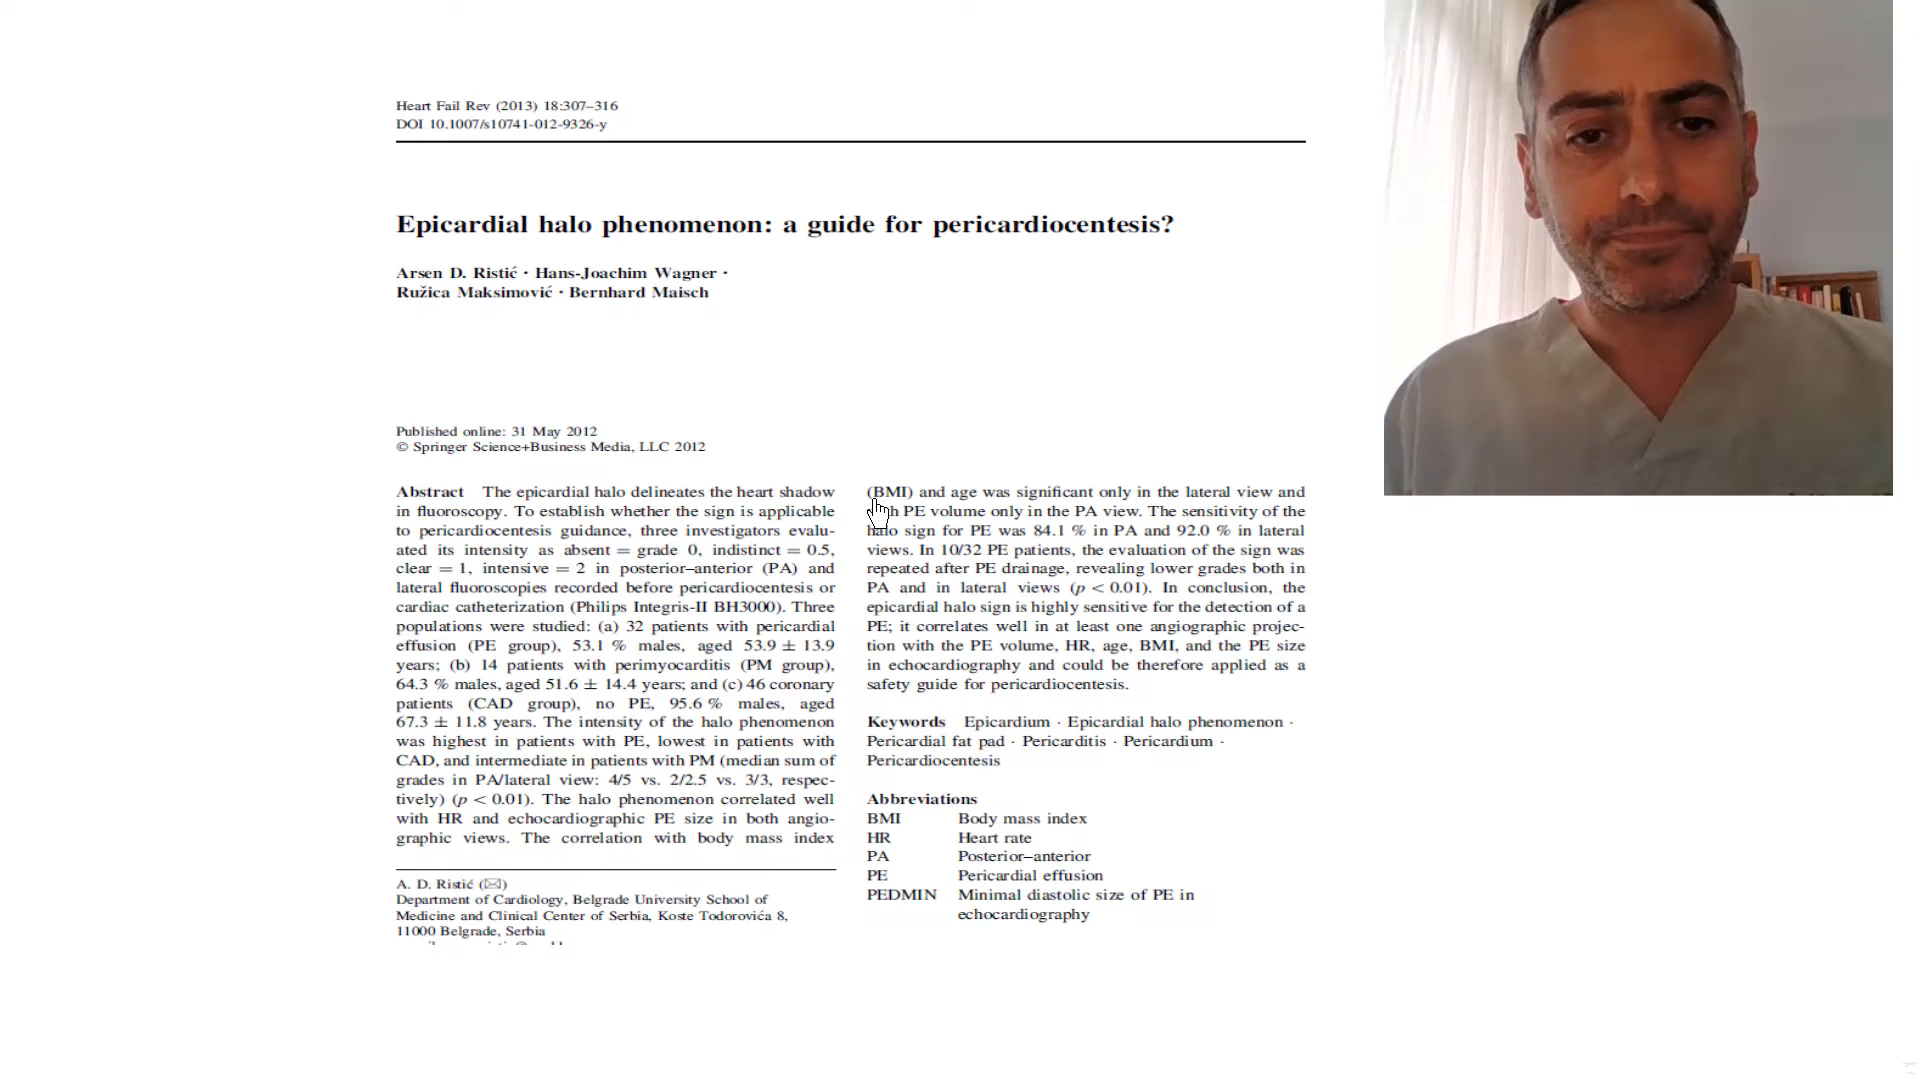 Heart Fail Rev (2013) 18:307–316
DOI 10.1007/s10741-012-9326-y
Epicardial halo phenomenon: a guide for pericardiocentesis?
Arsen D. Ristić · Hans-Joachim Wagner ·
Ružica Maksimović · Bernhard Maisch
Published online: 31 May 2012
© Springer Science+Business Media, LLC 2012
Abstract The epicardial halo delineates the heart shadow
in fluoroscopy. To establish whether the sign is applicable
to pericardiocentesis guidance, three investigators evalu-
ated its intensity as absent = grade 0, indistinct = 0.5,
clear = 1, intensive = 2 in posterior–anterior (PA) and
lateral fluoroscopies recorded before pericardiocentesis or
cardiac catheterization (Philips Integris-II BH3000). Three
populations were studied: (a) 32 patients with pericardial
effusion (PE group), 53.1 % males, aged 53.9 ± 13.9
years; (b) 14 patients with perimyocarditis (PM group),
64.3 % males, aged 51.6 ± 14.4 years; and (c) 46 coronary
patients (CAD group), no PE, 95.6 % males, aged
67.3 ± 11.8 years. The intensity of the halo phenomenon
was highest in patients with PE, lowest in patients with
CAD, and intermediate in patients with PM (median sum of
grades in PA/lateral view: 4/5 vs. 2/2.5 vs. 3/3, respec-
tively) (p < 0.01). The halo phenomenon correlated well
with HR and echocardiographic PE size in both angio-
graphic views. The correlation with body mass index
A. D. Ristić (✉)
Department of Cardiology, Belgrade University School of
Medicine and Clinical Center of Serbia, Koste Todorovića 8,
11000 Belgrade, Serbia
(BMI) and age was significant only in the lateral view and
PE volume only in the PA view. The sensitivity of the
halo sign for PE was 84.1 % in PA and 92.0 % in lateral
views. In 10/32 PE patients, the evaluation of the sign was
repeated after PE drainage, revealing lower grades both in
PA and in lateral views (p < 0.01). In conclusion, the
epicardial halo sign is highly sensitive for the detection of a
PE; it correlates well in at least one angiographic projec-
tion with the PE volume, HR, age, BMI, and the PE size
in echocardiography and could be therefore applied as a
safety guide for pericardiocentesis.
Keywords Epicardium · Epicardial halo phenomenon ·
Pericardial fat pad · Pericarditis · Pericardium ·
Pericardiocentesis
Abbreviations
BMI Body mass index
HR Heart rate
PA Posterior–anterior
PE Pericardial effusion
PEDMIN Minimal diastolic size of PE in
echocardiography